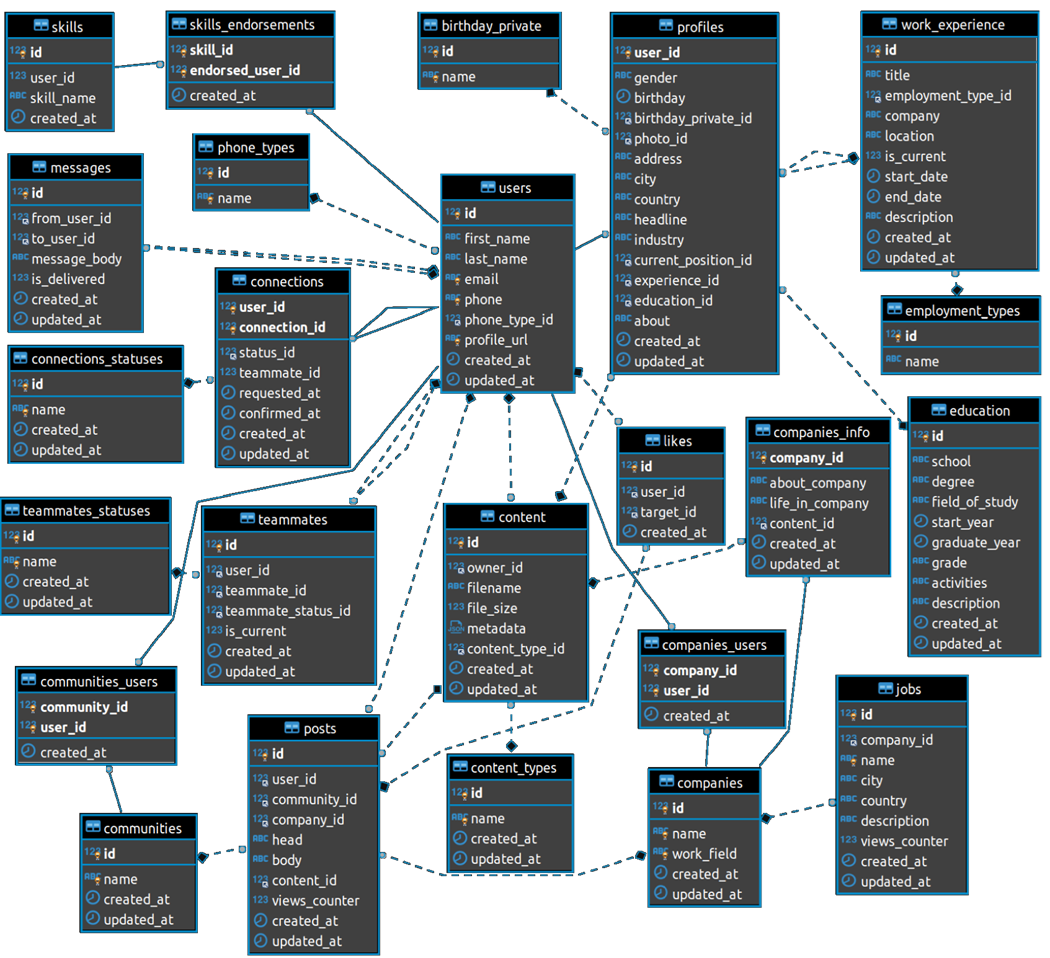 skills
id
user_id
skill_name
created_at
skills_endorsements
skill_id
endorsed_user_id
created_at
birthday_private
id
name
profiles
user_id
gender
birthday
birthday_private_id
photo_id
address
city
country
headline
industry
current_position_id
experience_id
education_id
about
created_at
updated_at
work_experience
id
title
employment_type_id
company
location
is_current
start_date
end_date
description
created_at
updated_at
phone_types
id
name
messages
id
from_user_id
to_user_id
message_body
is_delivered
created_at
updated_at
users
id
first_name
last_name
email
phone
phone_type_id
profile_url
created_at
updated_at
connections
user_id
connection_id
status_id
teammate_id
requested_at
confirmed_at
created_at
updated_at
employment_types
id
name
connections_statuses
id
name
created_at
updated_at
education
id
school
degree
field_of_study
start_year
graduate_year
grade
activities
description
created_at
updated_at
likes
id
user_id
target_id
created_at
companies_info
company_id
about_company
life_in_company
content_id
created_at
updated_at
teammates_statuses
id
name
created_at
updated_at
teammates
id
user_id
teammate_id
teammate_status_id
is_current
created_at
updated_at
content
id
owner_id
filename
file_size
metadata
content_type_id
created_at
updated_at
companies_users
company_id
user_id
created_at
communities_users
community_id
user_id
created_at
jobs
id
company_id
name
city
country
description
views_counter
created_at
updated_at
posts
id
user_id
community_id
company_id
head
body
content_id
views_counter
created_at
updated_at
content_types
id
name
created_at
updated_at
companies
id
name
work_field
created_at
updated_at
communities
id
name
created_at
updated_at